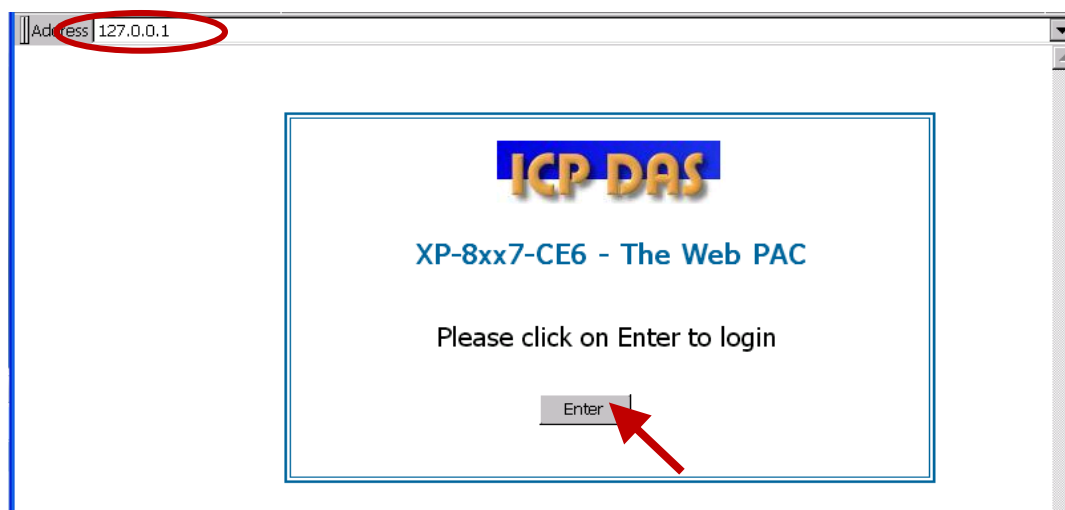 Address 127.0.0.1
ICP DAS
XP-8xx7-CE6 - The Web PAC
Please click on Enter to login
Enter